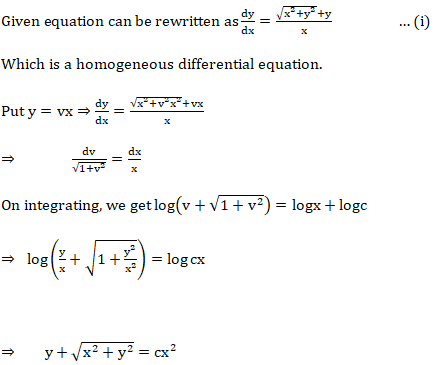 Given equation can be rewritten as dy/dx = (√x²+y²+y)/x ... (i)
Which is a homogeneous differential equation.
Put y = vx ⇒ dy/dx = (√x²+v²x²+vx)/x
⇒ dv/√1+v² = dx/x
On integrating, we get log(v + √1 + v²) = logx + logc
⇒ log(y/x + √1 + y²/x²) = log cx
⇒ y + √x² + y² = cx²